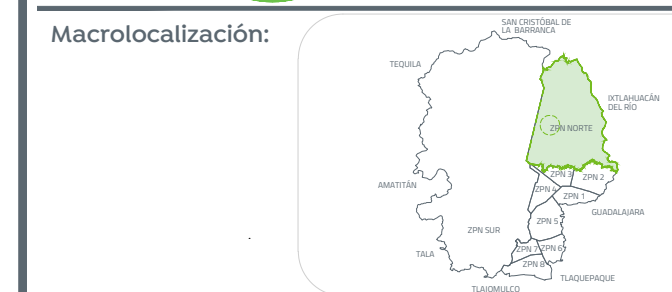 Macrolocalización:
SAN CRISTÓBAL DE
LA BARRANCA
TEQUILA
IXTLAHUACÁN
DEL RÍO
ZPN NORTE
ZPN 3
ZPN 2
AMATITÁN
ZPN 4
ZPN 1
GUADALAJARA
ZPN 5
ZPN SUR
TALA
ZPN 7
ZPN 6
ZPN 8
TLAQUEPAQUE
TLAJOMULCO